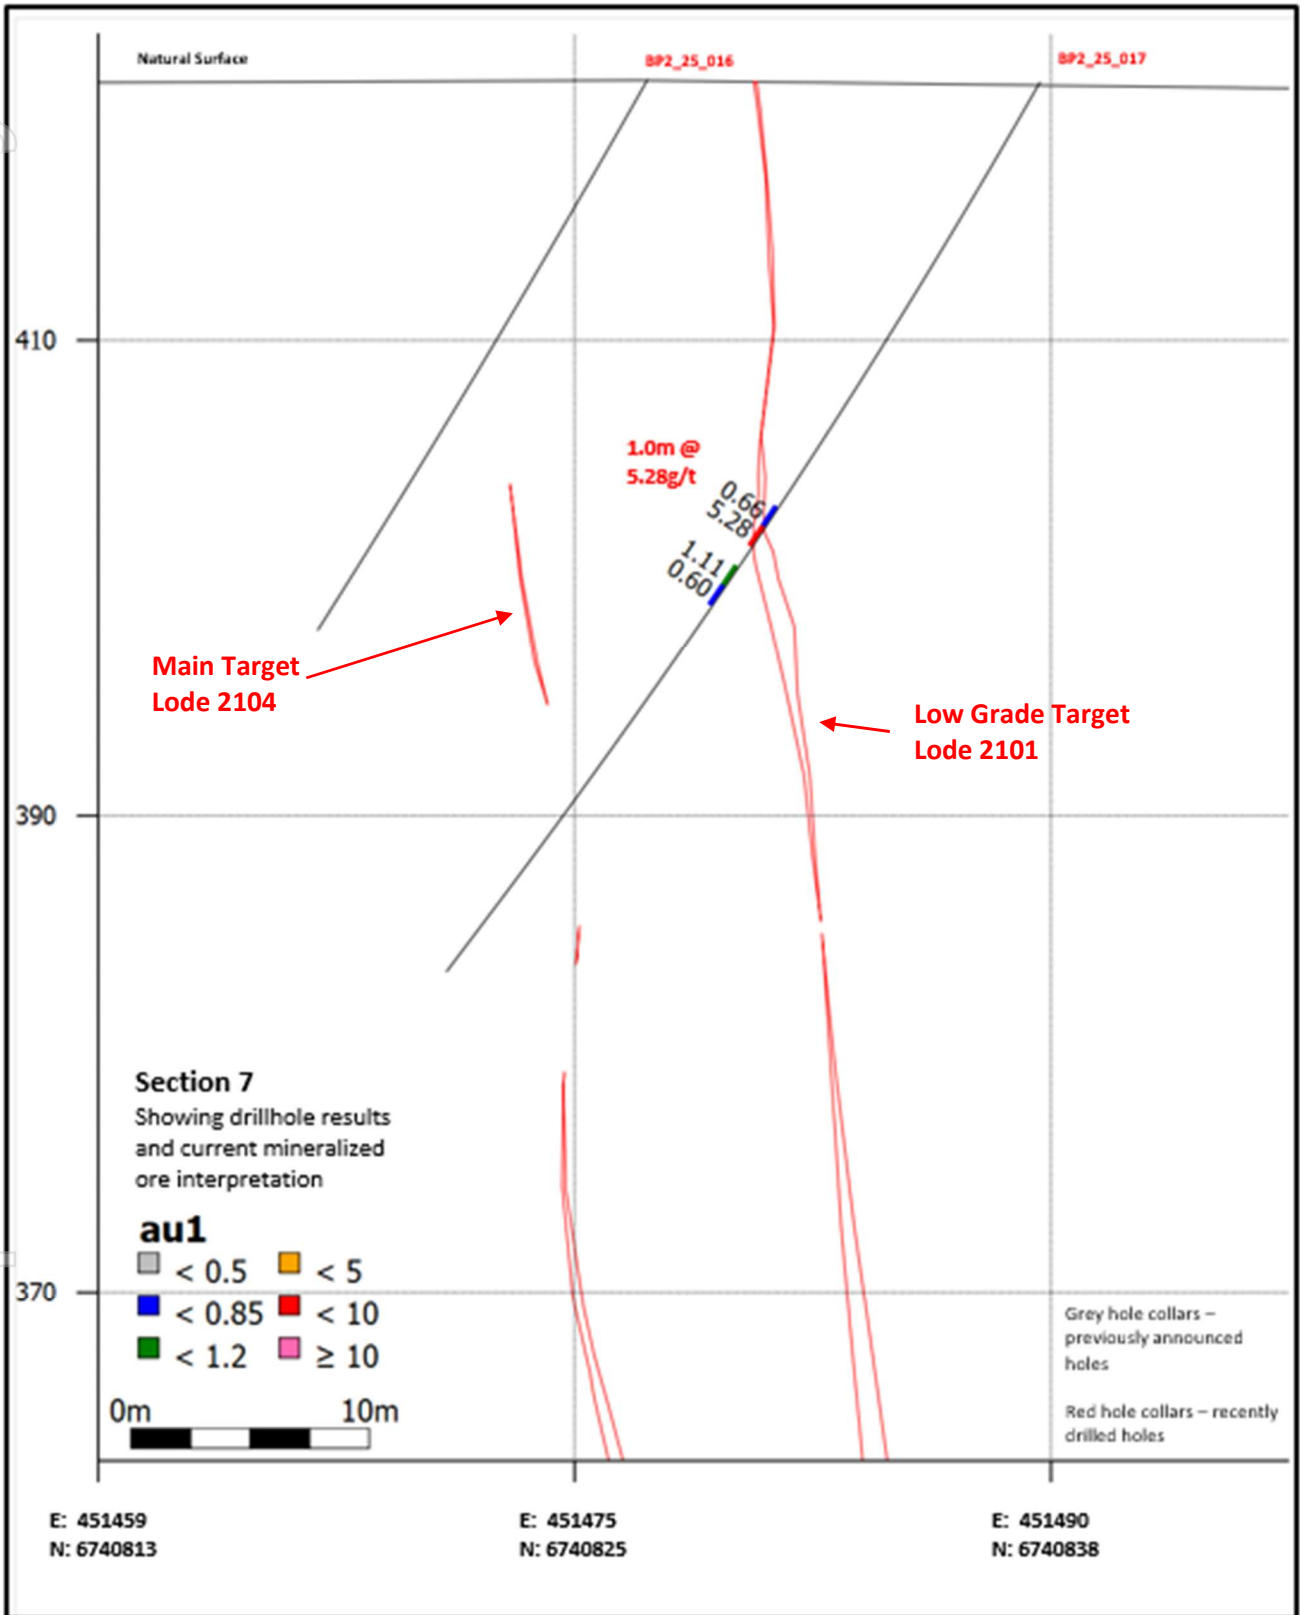 Natural Surface
BP2_25_016
BP2_25_017
410
1.0m @
5.28g/t
0.66
5.28
1.11
0.60
Main Target
Lode 2104
Low Grade Target
Lode 2101
390
Section 7
Showing drillhole results
and current mineralized
ore interpretation
au1
< 0.5
< 5
< 0.85
< 10
< 1.2
≥ 10
370
Grey hole collars –
previously announced
holes
Red hole collars – recently
drilled holes
0m
10m
E: 451459
N: 6740813
E: 451475
N: 6740825
E: 451490
N: 6740838